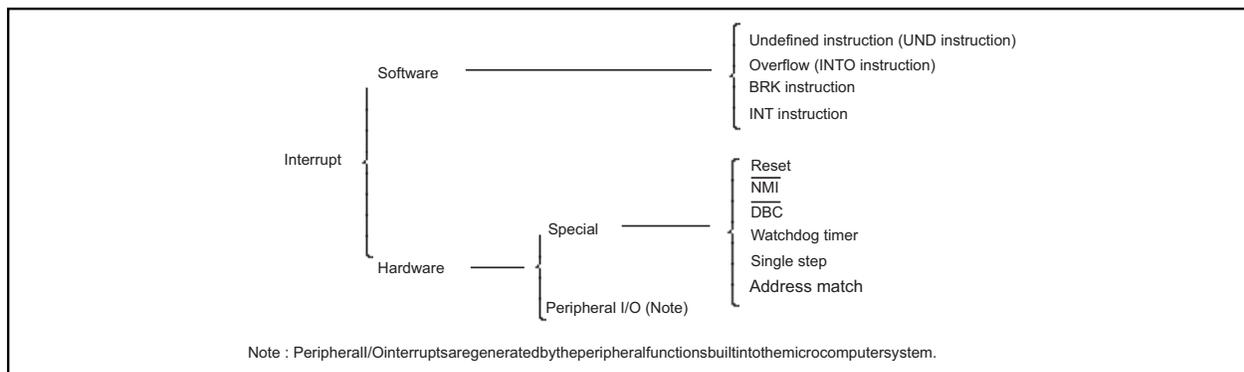 Undefined instruction (UND instruction)
Software
Overflow (INTO instruction)
BRK instruction
INT instruction
Interrupt
Reset
NMI
DBC
Special
Watchdog timer
Single step
Hardware
Address match
Peripheral I/O (Note)
Note : PeripheralI/Ointerruptsaregeneratedbytheperipheralfunctionsbuiltintothemicrocomputersystem.